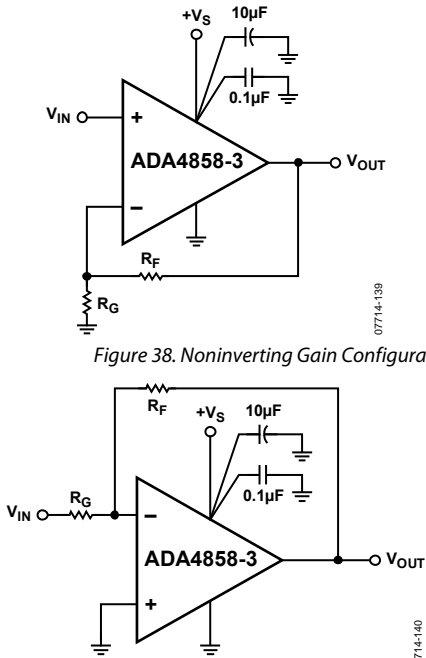 +VS
10µF
0.1µF
VIN
+
ADA4858-3
VOUT
−
RF
RG
07714-139
Figure 38. Noninverting Gain Configura
RF
+VS
10µF
0.1µF
RG
VIN
−
ADA4858-3
VOUT
+
714-140